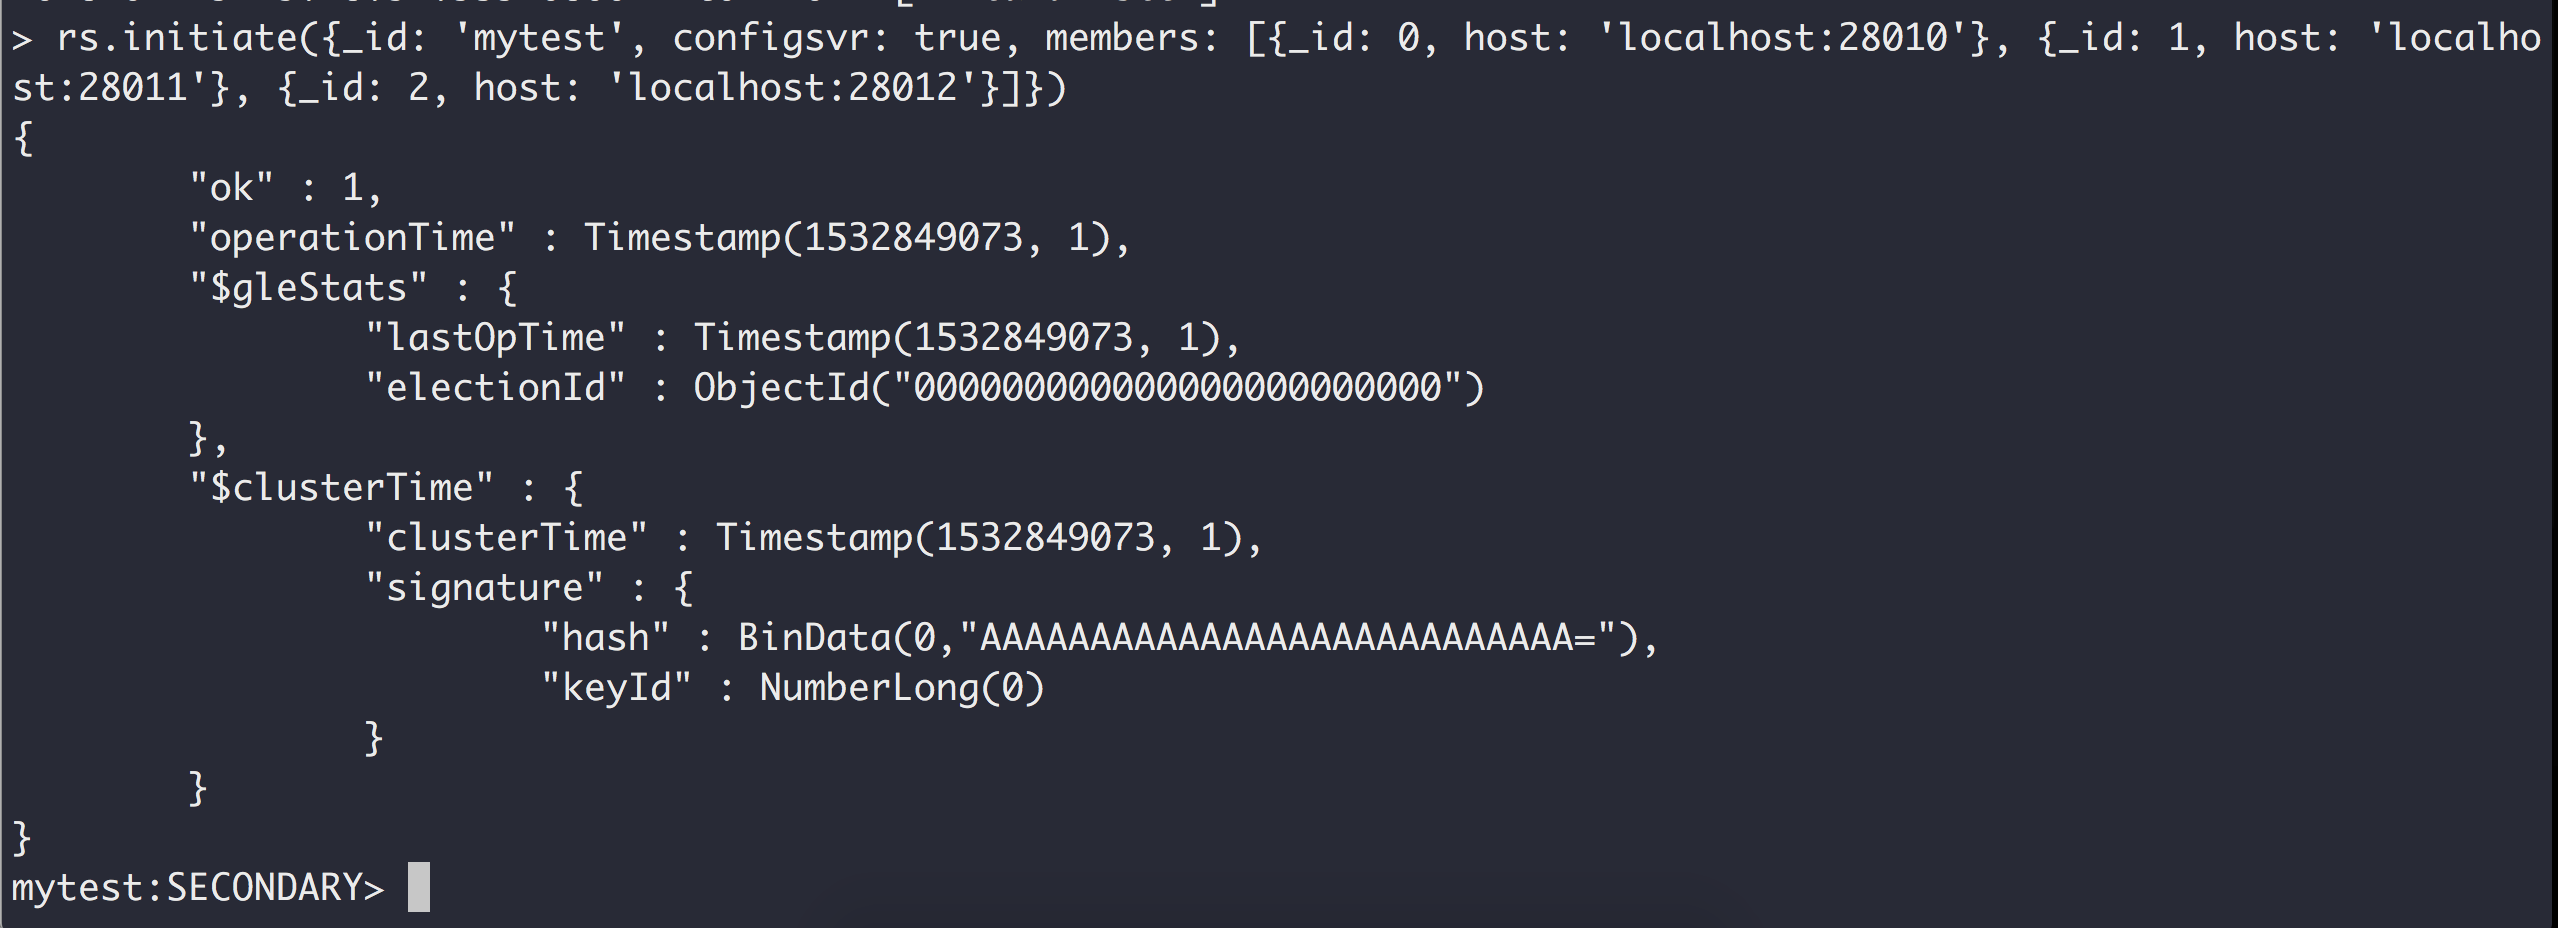 > rs.initiate({_id: 'mytest', configsvr: true, members: [{_id: 0, host: 'localhost:28010'}, {_id: 1, host: 'localho
st:28011'}, {_id: 2, host: 'localhost:28012'}]})
{
"ok" : 1,
"operationTime" : Timestamp(1532849073, 1),
"$gleStats" : {
"lastOpTime" : Timestamp(1532849073, 1),
"electionId" : ObjectId("000000000000000000000000")
},
"$clusterTime" : {
"clusterTime" : Timestamp(1532849073, 1),
"signature" : {
"hash" : BinData(0,"AAAAAAAAAAAAAAAAAAAAAAAAAAA="),
"keyId" : NumberLong(0)
}
}
}
mytest:SECONDARY>